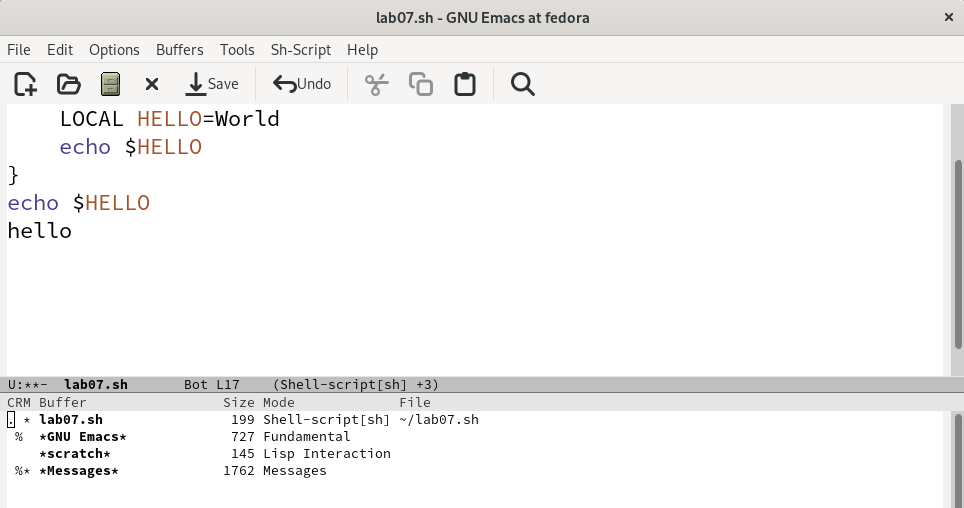 lab07.sh - GNU Emacs at fedora
File Edit Options Buffers Tools Sh-Script Help
Save Undo
LOCAL HELLO=World
echo $HELLO
}
echo $HELLO
hello
U:**-  lab07.sh       Bot L17    (Shell-script[sh] +3)
CRM Buffer                 Size Mode             File
. * lab07.sh                199 Shell-script[sh] ~/lab07.sh
 %  *GNU Emacs*             727 Fundamental
    *scratch*               145 Lisp Interaction
 %* *Messages*             1762 Messages